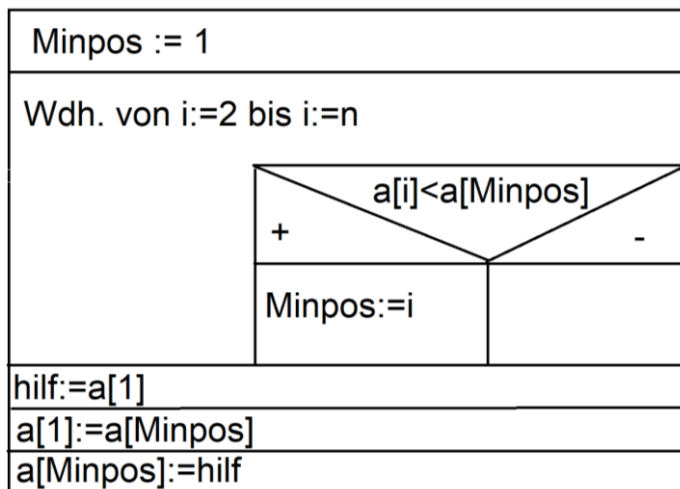 Minpos := 1
Wdh. von i:=2 bis i:=n
a[i]<a[Minpos]
+ -
Minpos:=i
hilf:=a[1]
a[1]:=a[Minpos]
a[Minpos]:=hilf